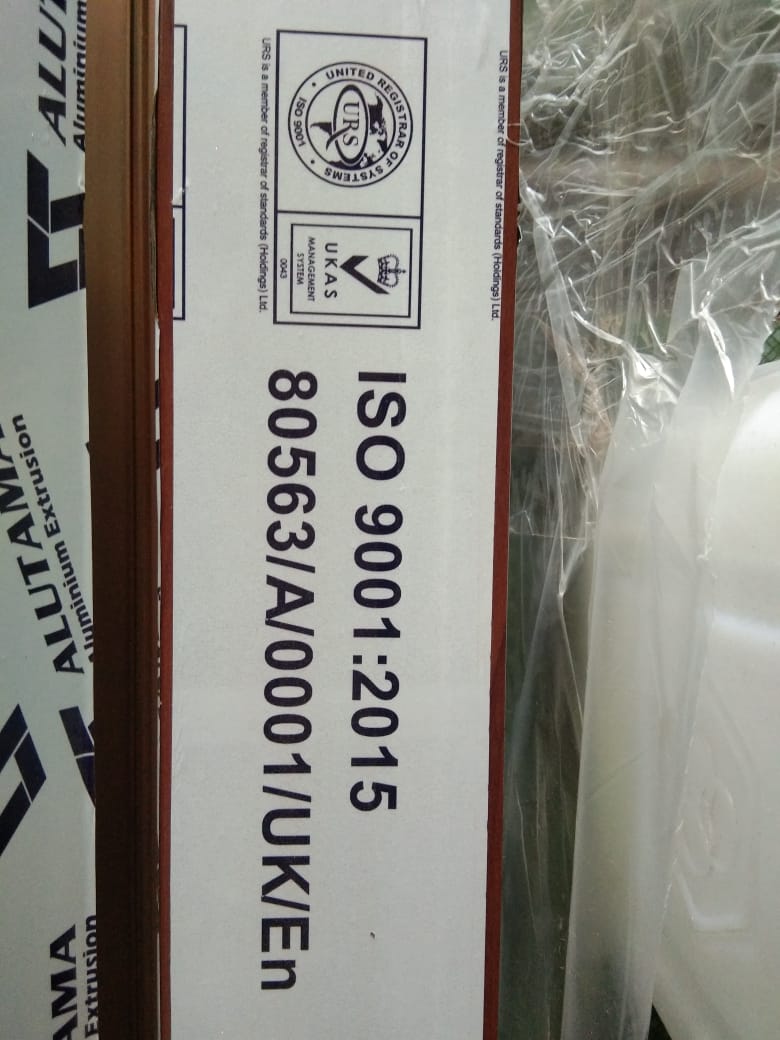 URS is a member of registrar of standards (Holdings) Ltd.
UNITED REGISTRAR OF SYSTEMS
URS
ISO 9001
UKAS
MANAGEMENT
SYSTEM
0043
URS is a member of registrar of standards (Holdings) Ltd.
ISO 9001:2015
80563/A/0001/UK/En
ALU
Aluminium
ALUTAMA
Aluminium Extrusion
Aluminium
AMA
Extrusion